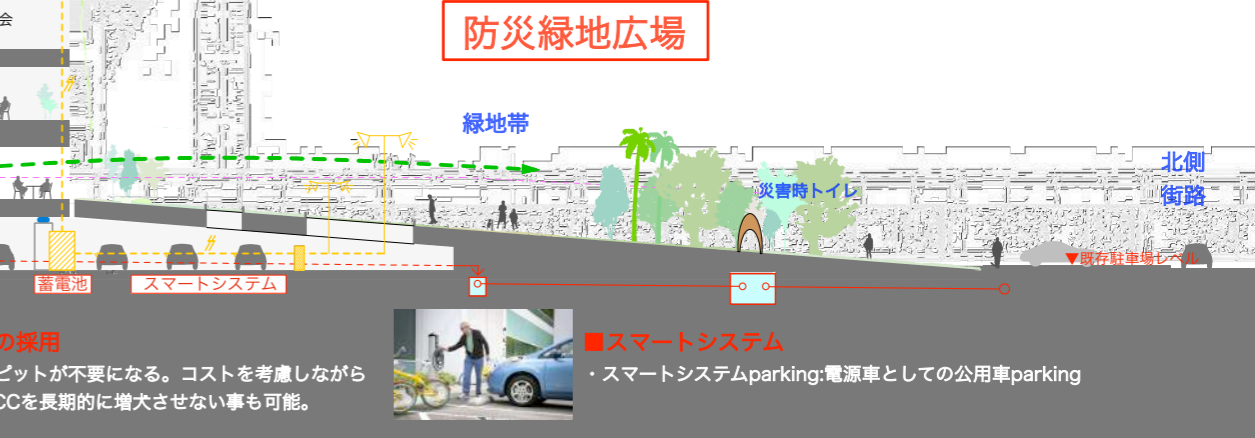 会
防災緑地広場
緑地帯
北側
街路
災害時トイレ
▼既存駐車場レベル
蓄電池
スマートシステム
の採用
ピットが不要になる。コストを考慮しながら
CCを長期的に増犬させない事も可能。
■スマートシステム
・スマートシステムparking:電源車としての公用車parking